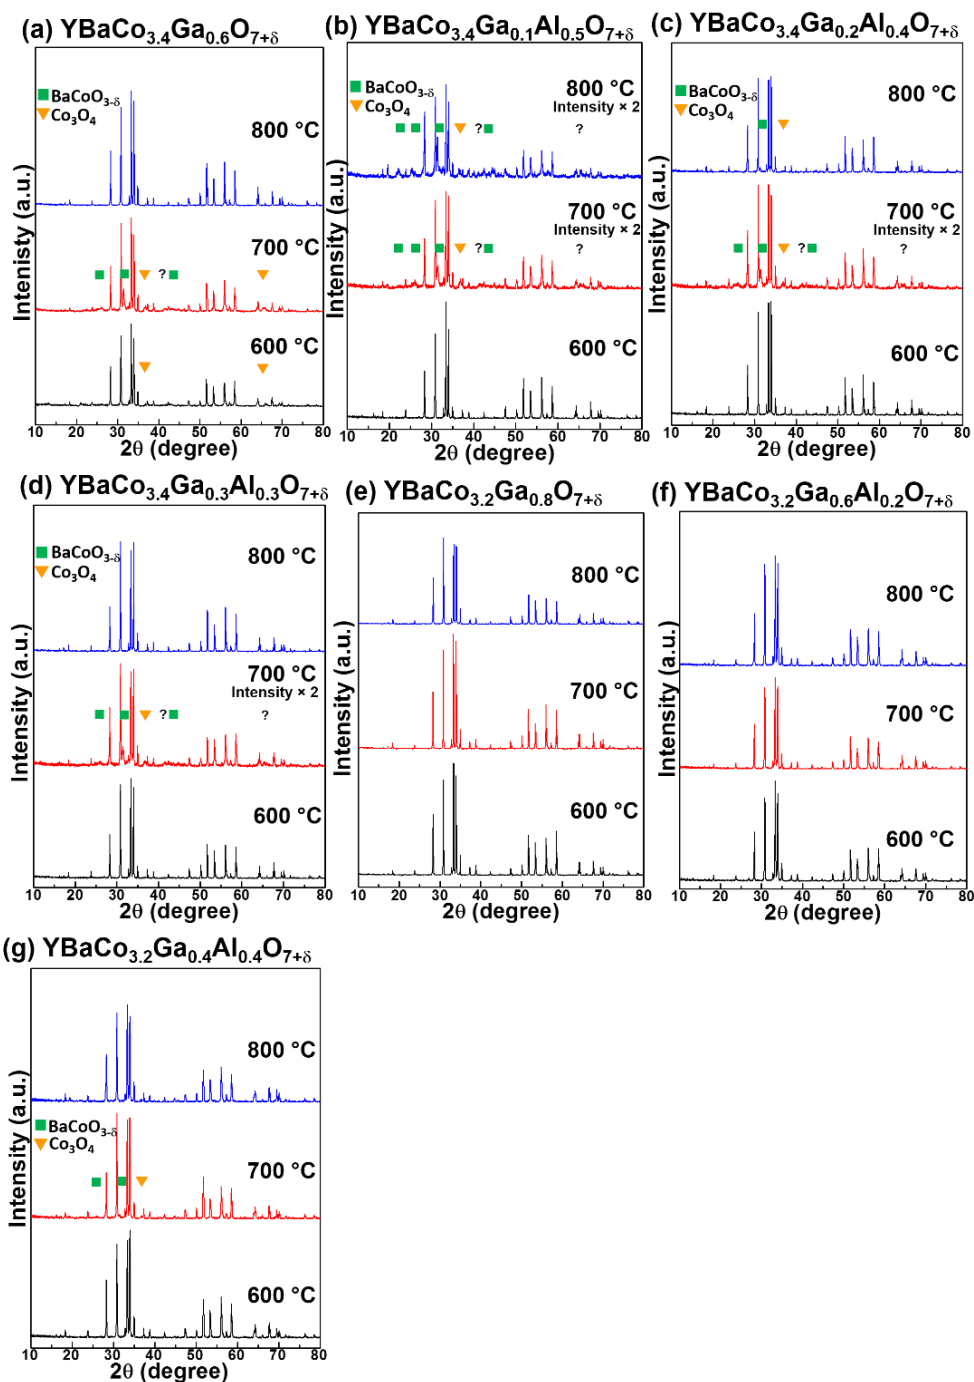 (a) YBaCo3.4Ga0.6O7+δ
BaCoO3-δ
Co3O4
800 °C
700 °C
?
600 °C
Intenisty (a.u.)
10 20 30 40 50 60 70 80
2θ (degree)
(b) YBaCo3.4Ga0.1Al0.5O7+δ
BaCoO3-δ
Co3O4
800 °C
Intensity × 2
? ?
700 °C
Intensity × 2
? ?
600 °C
Intensity (a.u.)
10 20 30 40 50 60 70 80
2θ (degree)
(c) YBaCo3.4Ga0.2Al0.4O7+δ
BaCoO3-δ
Co3O4
800 °C
700 °C
Intensity × 2
? ?
600 °C
Intensity (a.u.)
10 20 30 40 50 60 70 80
2θ (degree)
(d) YBaCo3.4Ga0.3Al0.3O7+δ
BaCoO3-δ
Co3O4
800 °C
700 °C
Intensity × 2
? ?
600 °C
Intensity (a.u.)
10 20 30 40 50 60 70 80
2θ (degree)
(e) YBaCo3.2Ga0.8O7+δ
800 °C
700 °C
600 °C
Intensity (a.u.)
10 20 30 40 50 60 70 80
2θ (degree)
(f) YBaCo3.2Ga0.6Al0.2O7+δ
800 °C
700 °C
600 °C
Intensity (a.u.)
10 20 30 40 50 60 70 80
2θ (degree)
(g) YBaCo3.2Ga0.4Al0.4O7+δ
800 °C
BaCoO3-δ
Co3O4
700 °C
600 °C
Intensity (a.u.)
10 20 30 40 50 60 70 80
2θ (degree)